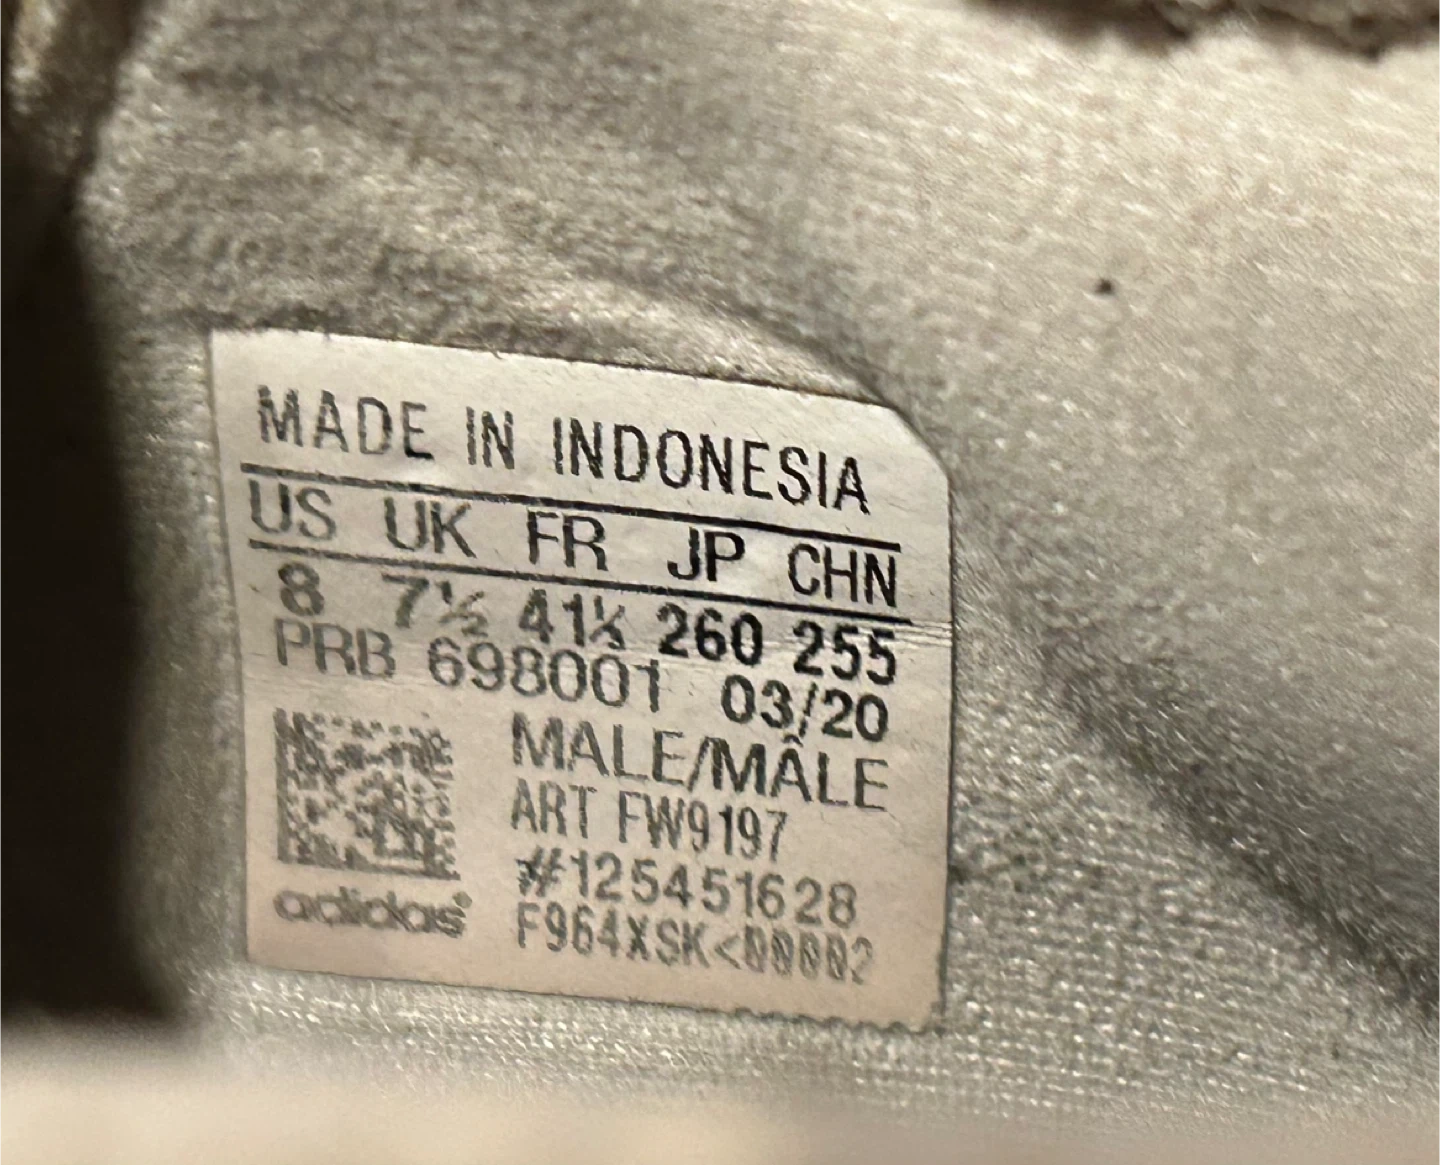 MADE IN INDONESIA
US UK FR JP CHN
8 7½ 41⅓ 260 255
PRB 698001 03/20
MALE/MÂLE
ART FW9197
#125451628
F964XSK<00002
adidas